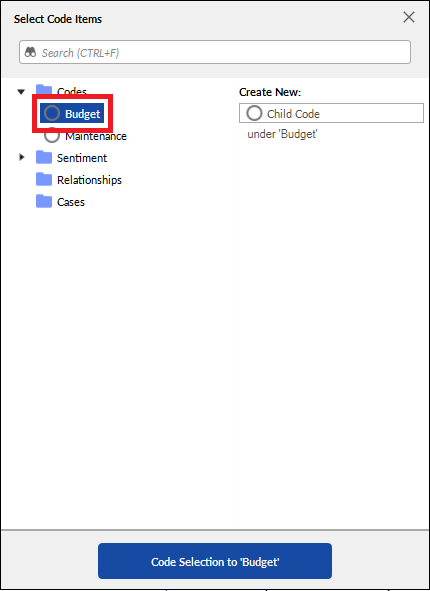 Select Code Items
Search (CTRL+F)
Codes
Budget
Maintenance
Sentiment
Relationships
Cases
Create New:
Child Code
under 'Budget'
Code Selection to 'Budget'